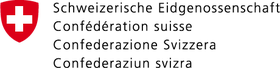 Schweizerische Eidgenossenschaft
Confédération suisse
Confederazione Svizzera
Confederaziun svizra